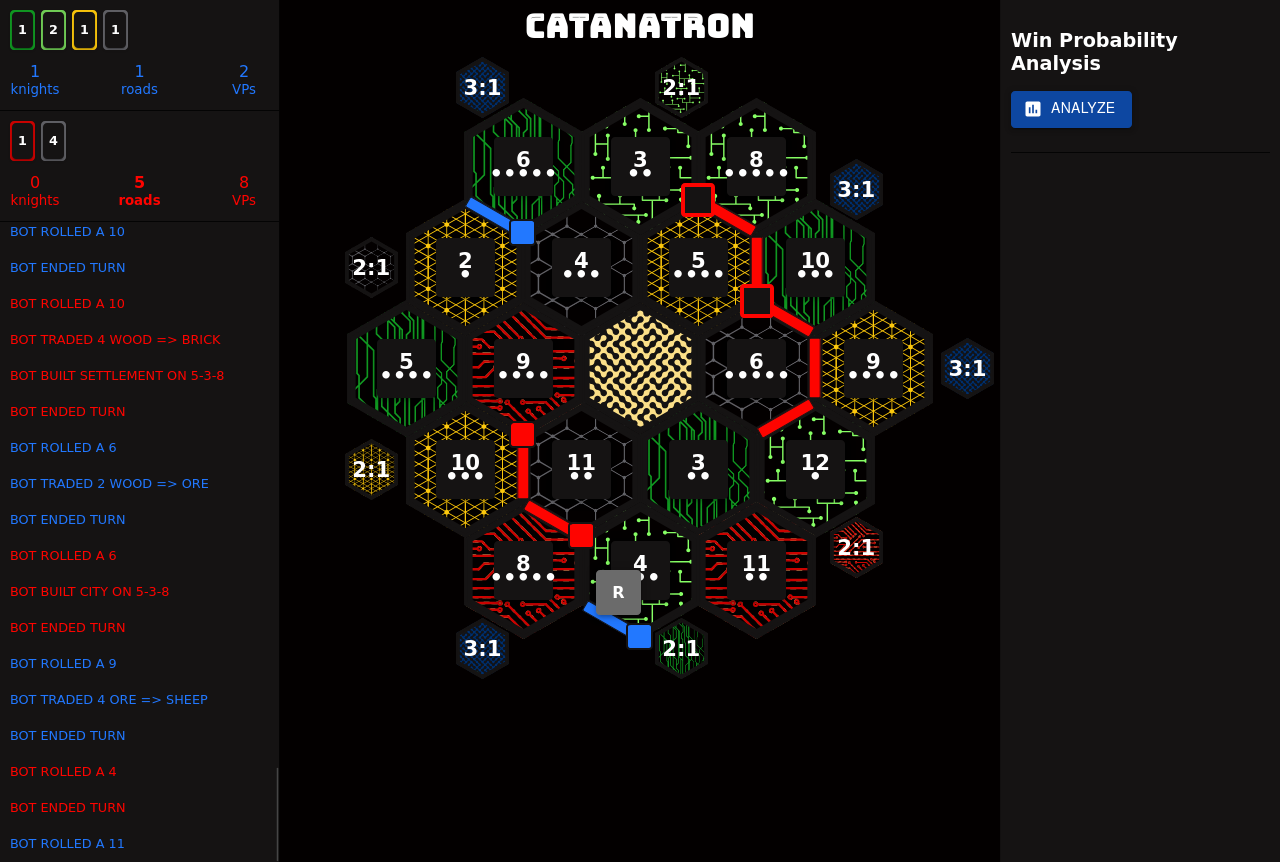 CATANATRON
1 2 1 1
1 1 2
knights roads VPs
1 4
0 5 8
knights roads VPs
BOT ROLLED A 10
BOT ENDED TURN
BOT ROLLED A 10
BOT TRADED 4 WOOD => BRICK
BOT BUILT SETTLEMENT ON 5-3-8
BOT ENDED TURN
BOT ROLLED A 6
BOT TRADED 2 WOOD => ORE
BOT ENDED TURN
BOT ROLLED A 6
BOT BUILT CITY ON 5-3-8
BOT ENDED TURN
BOT ROLLED A 9
BOT TRADED 4 ORE => SHEEP
BOT ENDED TURN
BOT ROLLED A 4
BOT ENDED TURN
BOT ROLLED A 11
3:1 2:1
6 3 8
3:1
2:1 2 4 5 10
5 9 6 9 3:1
2:1 10 11 3 12
2:1
8 4 11
R
3:1 2:1
Win Probability
Analysis
ANALYZE